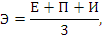 Э = Е + П + И / 3,